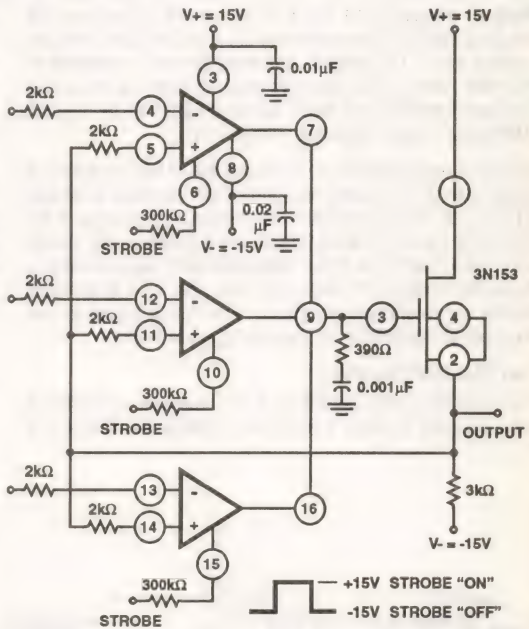 V+ = 15V
V+ = 15V
0.01µF
3
2kΩ
4
2kΩ
5
7
6
8
300kΩ
STROBE
0.02
µF
V- = -15V
1
3N153
2kΩ
12
2kΩ
11
9
3
4
10
390Ω
2
300kΩ
STROBE
0.001µF
OUTPUT
2kΩ
13
2kΩ
14
16
3kΩ
15
V- = -15V
300kΩ
STROBE
+15V STROBE "ON"
-15V STROBE "OFF"